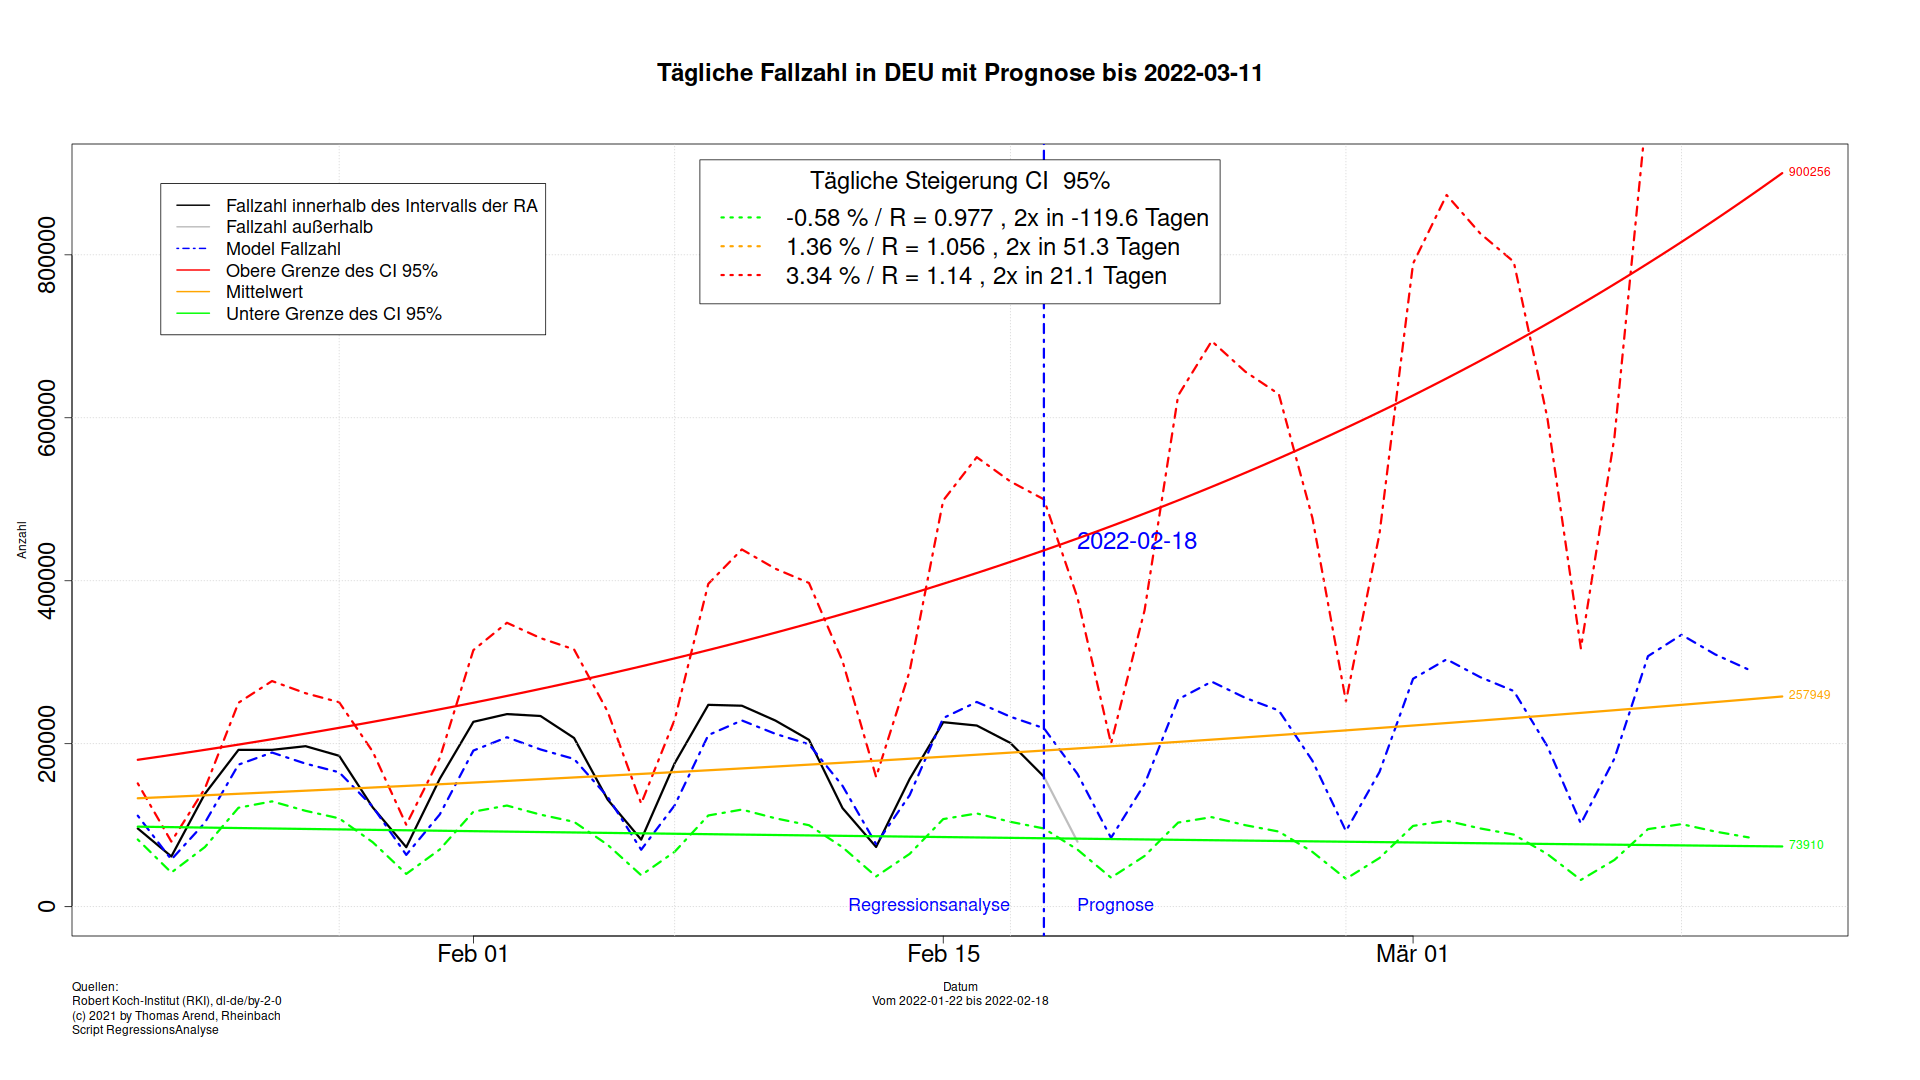 Tägliche Fallzahl in DEU mit Prognose bis 2022-03-11
Fallzahl innerhalb des Intervalls der RA
Fallzahl außerhalb
Model Fallzahl
Obere Grenze des CI 95%
Mittelwert
Untere Grenze des CI 95%
Tägliche Steigerung CI  95%
-0.58 % / R = 0.977 , 2x in -119.6 Tagen
1.36 % / R = 1.056 , 2x in 51.3 Tagen
3.34 % / R = 1.14 , 2x in 21.1 Tagen
900256
257949
73910
2022-02-18
Regressionsanalyse
Prognose
Anzahl
800000
600000
400000
200000
0
Feb 01
Feb 15
Mär 01
Datum
Vom 2022-01-22 bis 2022-02-18
Quellen:
Robert Koch-Institut (RKI), dl-de/by-2-0
(c) 2021 by Thomas Arend, Rheinbach
Script RegressionsAnalyse